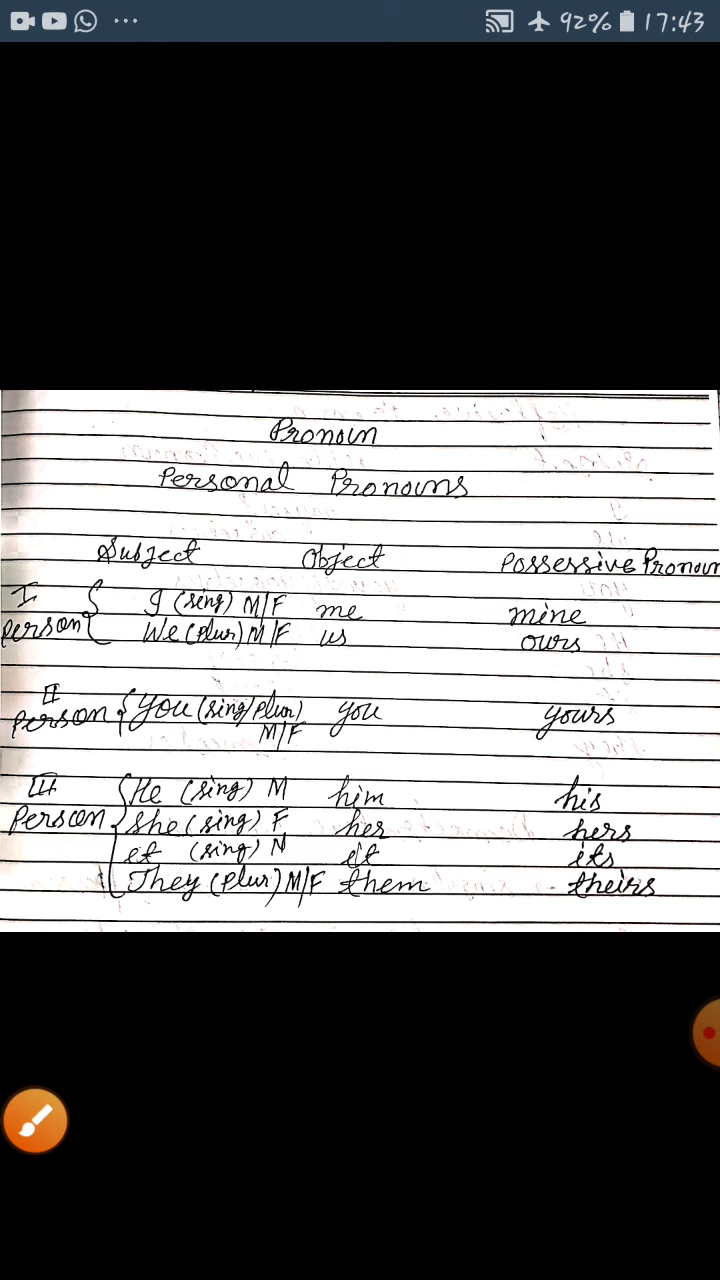 92% 17:43
Pronoun
Personal Pronouns
Subject Object Possessive Pronoun
I Person { I (sing) M/F me mine
We (plur) M/F us ours
II Person { You (sing/plur) M/F you yours
III Person { He (sing) M him his
She (sing) F her hers
it (sing) N it its
They (plur) M/F them theirs